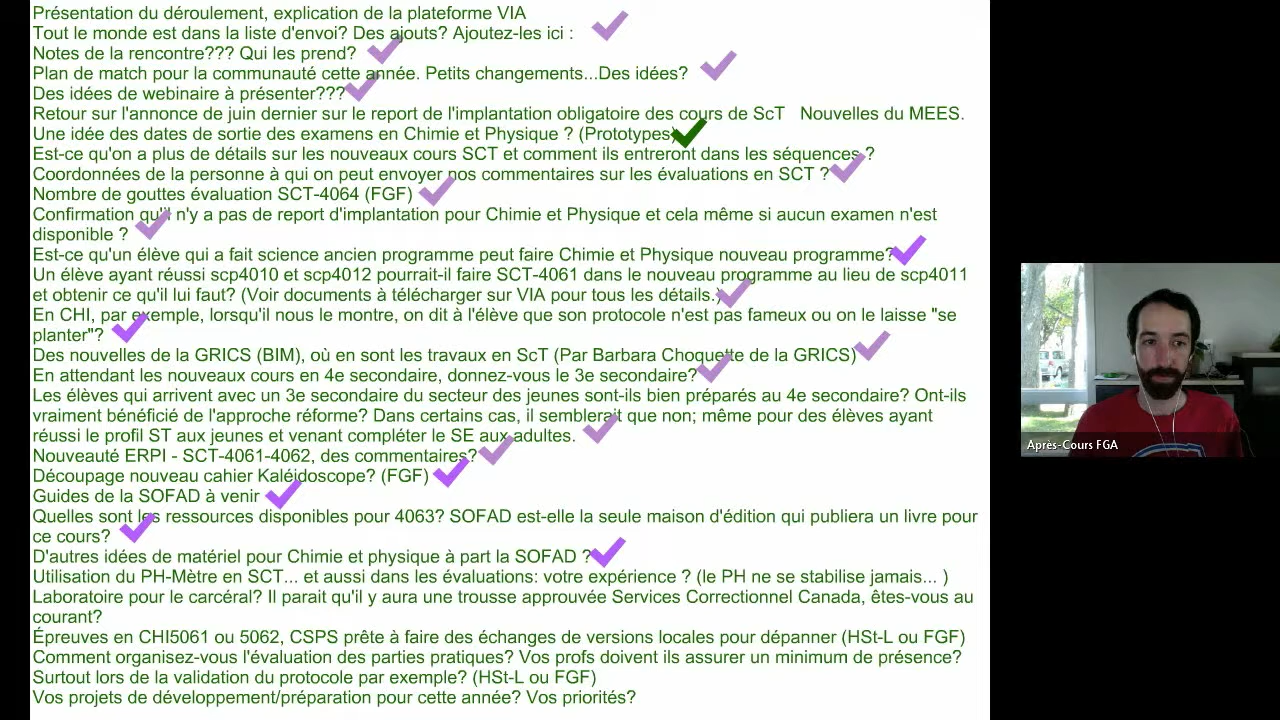 Présentation du déroulement, explication de la plateforme VIA
Tout le monde est dans la liste d'envoi? Des ajouts? Ajoutez-les ici :
Notes de la rencontre??? Qui les prend?
Plan de match pour la communauté cette année. Petits changements...Des idées?
Des idées de webinaire à présenter???
Retour sur l'annonce de juin dernier sur le report de l'implantation obligatoire des cours de ScT   Nouvelles du MEES.
Une idée des dates de sortie des examens en Chimie et Physique ? (Prototypes)
Est-ce qu'on a plus de détails sur les nouveaux cours SCT et comment ils entreront dans les séquences ?
Coordonnées de la personne à qui on peut envoyer nos commentaires sur les évaluations en SCT ?
Nombre de gouttes évaluation SCT-4064 (FGF)
Confirmation qu'il n'y a pas de report d'implantation pour Chimie et Physique et cela même si aucun examen n'est
disponible ?
Est-ce qu'un élève qui a fait science ancien programme peut faire Chimie et Physique nouveau programme?
Un élève ayant réussi scp4010 et scp4012 pourrait-il faire SCT-4061 dans le nouveau programme au lieu de scp4011
et obtenir ce qu'il lui faut? (Voir documents à télécharger sur VIA pour tous les détails.)
En CHI, par exemple, lorsqu'il nous le montre, on dit à l'élève que son protocole n'est pas fameux ou on le laisse "se
planter"?
Des nouvelles de la GRICS (BIM), où en sont les travaux en ScT (Par Barbara Choquette de la GRICS)
En attendant les nouveaux cours en 4e secondaire, donnez-vous le 3e secondaire?
Les élèves qui arrivent avec un 3e secondaire du secteur des jeunes sont-ils bien préparés au 4e secondaire? Ont-ils
vraiment bénéficié de l'approche réforme? Dans certains cas, il semblerait que non; même pour des élèves ayant
réussi le profil ST aux jeunes et venant compléter le SE aux adultes.
Nouveauté ERPI - SCT-4061-4062, des commentaires?
Découpage nouveau cahier Kaléidoscope? (FGF)
Guides de la SOFAD à venir
Quelles sont les ressources disponibles pour 4063? SOFAD est-elle la seule maison d'édition qui publiera un livre pour
ce cours?
D'autres idées de matériel pour Chimie et physique à part la SOFAD ?
Utilisation du PH-Mètre en SCT... et aussi dans les évaluations: votre expérience ? (le PH ne se stabilise jamais... )
Laboratoire pour le carcéral? Il parait qu'il y aura une trousse approuvée Services Correctionnel Canada, êtes-vous au
courant?
Épreuves en CHI5061 ou 5062, CSPS prête à faire des échanges de versions locales pour dépanner (HSt-L ou FGF)
Comment organisez-vous l'évaluation des parties pratiques? Vos profs doivent ils assurer un minimum de présence?
Surtout lors de la validation du protocole par exemple? (HSt-L ou FGF)
Vos projets de développement/préparation pour cette année? Vos priorités?
Après-Cours FGA